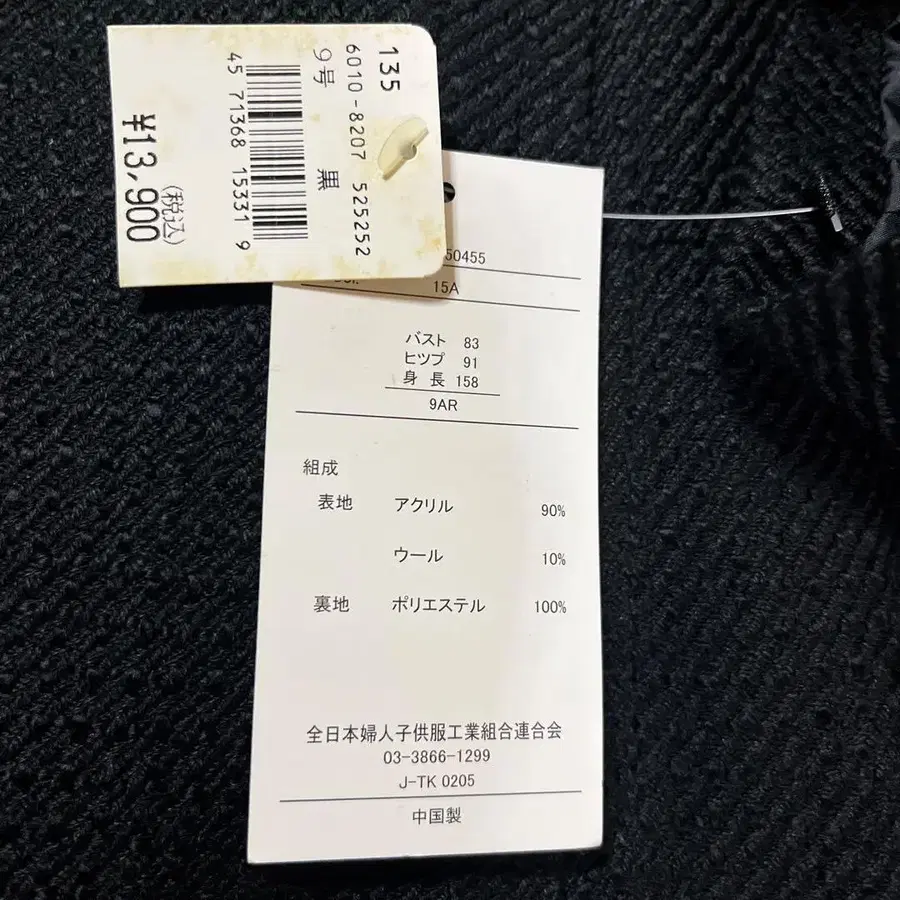 135
6010-8207 525252
9号 黒
45 71368 15331 9
¥13,900
(税込)
50455
15A
バスト 83
ヒツプ 91
身長 158
9AR
組成
表地 アクリル 90%
ウール 10%
裏地 ポリエステル 100%
全日本婦人子供服工業組合連合会
03-3866-1299
J-TK 0205
中国製